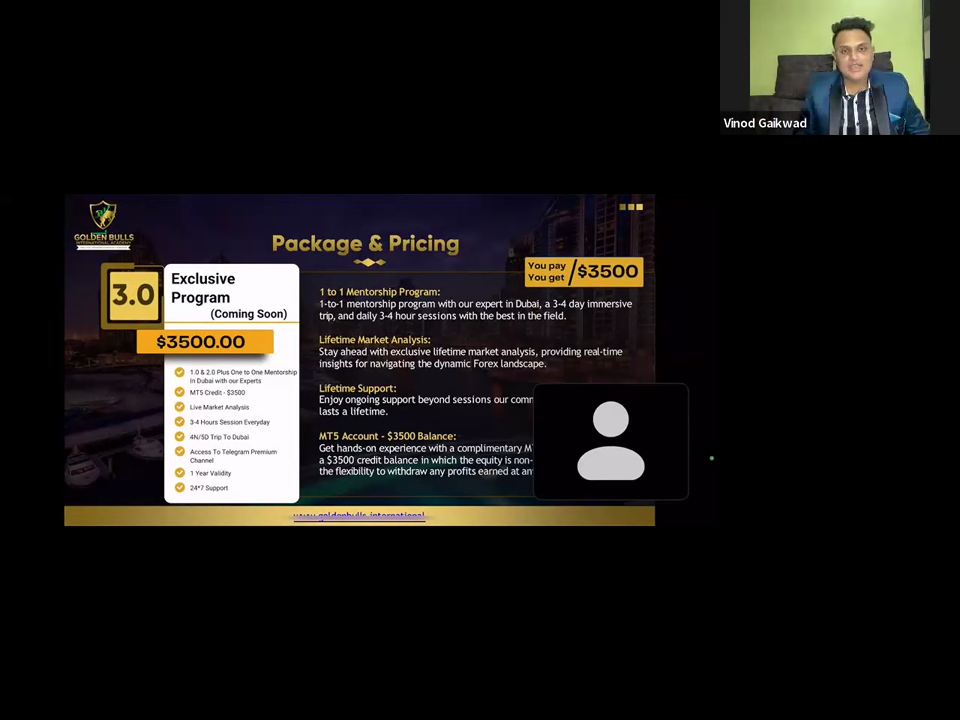 Vinod Gaikwad
GOLDEN BULLS
INTERNATIONAL ACADEMY
Package & Pricing
You pay
You get
/ $3500
3.0
Exclusive
Program
(Coming Soon)
$3500.00
1.0 & 2.0 Plus One to One Mentorship
In Dubai with our Experts
MT5 Credit - $3500
Live Market Analysis
3-4 Hours Session Everyday
4N/5D Trip To Dubai
Access To Telegram Premium
Channel
1 Year Validity
24*7 Support
1 to 1 Mentorship Program:
1-to-1 mentorship program with our expert in Dubai, a 3-4 day immersive
trip, and daily 3-4 hour sessions with the best in the field.
Lifetime Market Analysis:
Stay ahead with exclusive lifetime market analysis, providing real-time
insights for navigating the dynamic Forex landscape.
Lifetime Support:
Enjoy ongoing support beyond sessions our com
lasts a lifetime.
MT5 Account - $3500 Balance:
Get hands-on experience with a complimentary M
a $3500 credit balance in which the equity is non-
the flexibility to withdraw any profits earned at an
www.goldenbulls.international